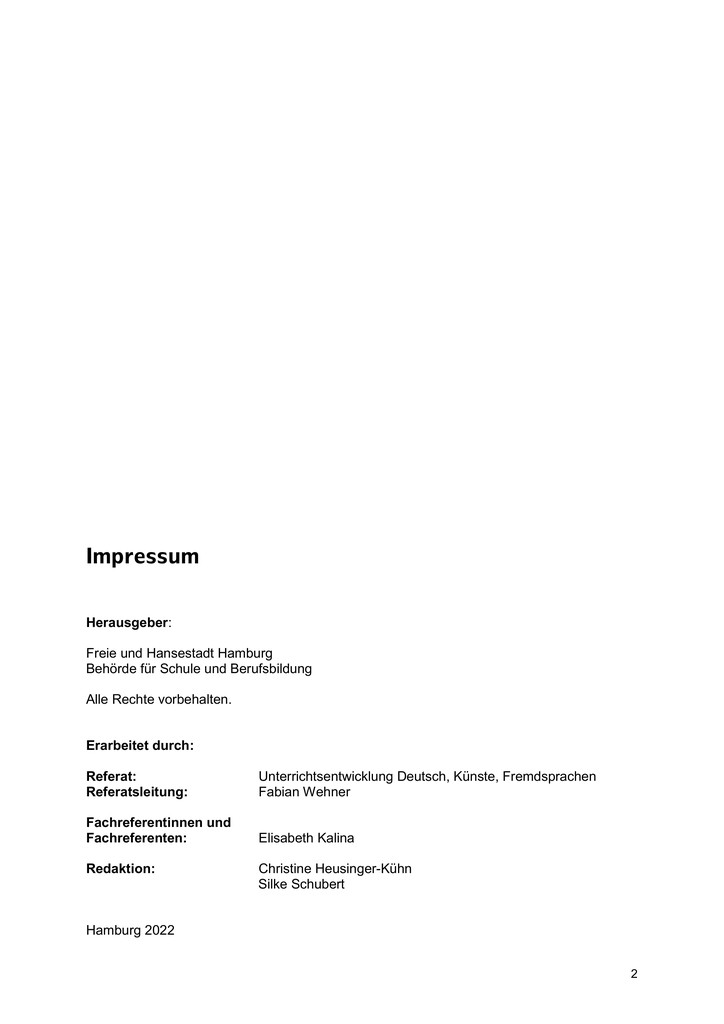 Impressum
Herausgeber:
Freie und Hansestadt Hamburg
Behörde für Schule und Berufsbildung
Alle Rechte vorbehalten.
Erarbeitet durch:
Referat: Unterrichtsentwicklung Deutsch, Künste, Fremdsprachen
Referatsleitung: Fabian Wehner
Fachreferentinnen und
Fachreferenten: Elisabeth Kalina
Redaktion: Christine Heusinger-Kühn
Silke Schubert
Hamburg 2022
2